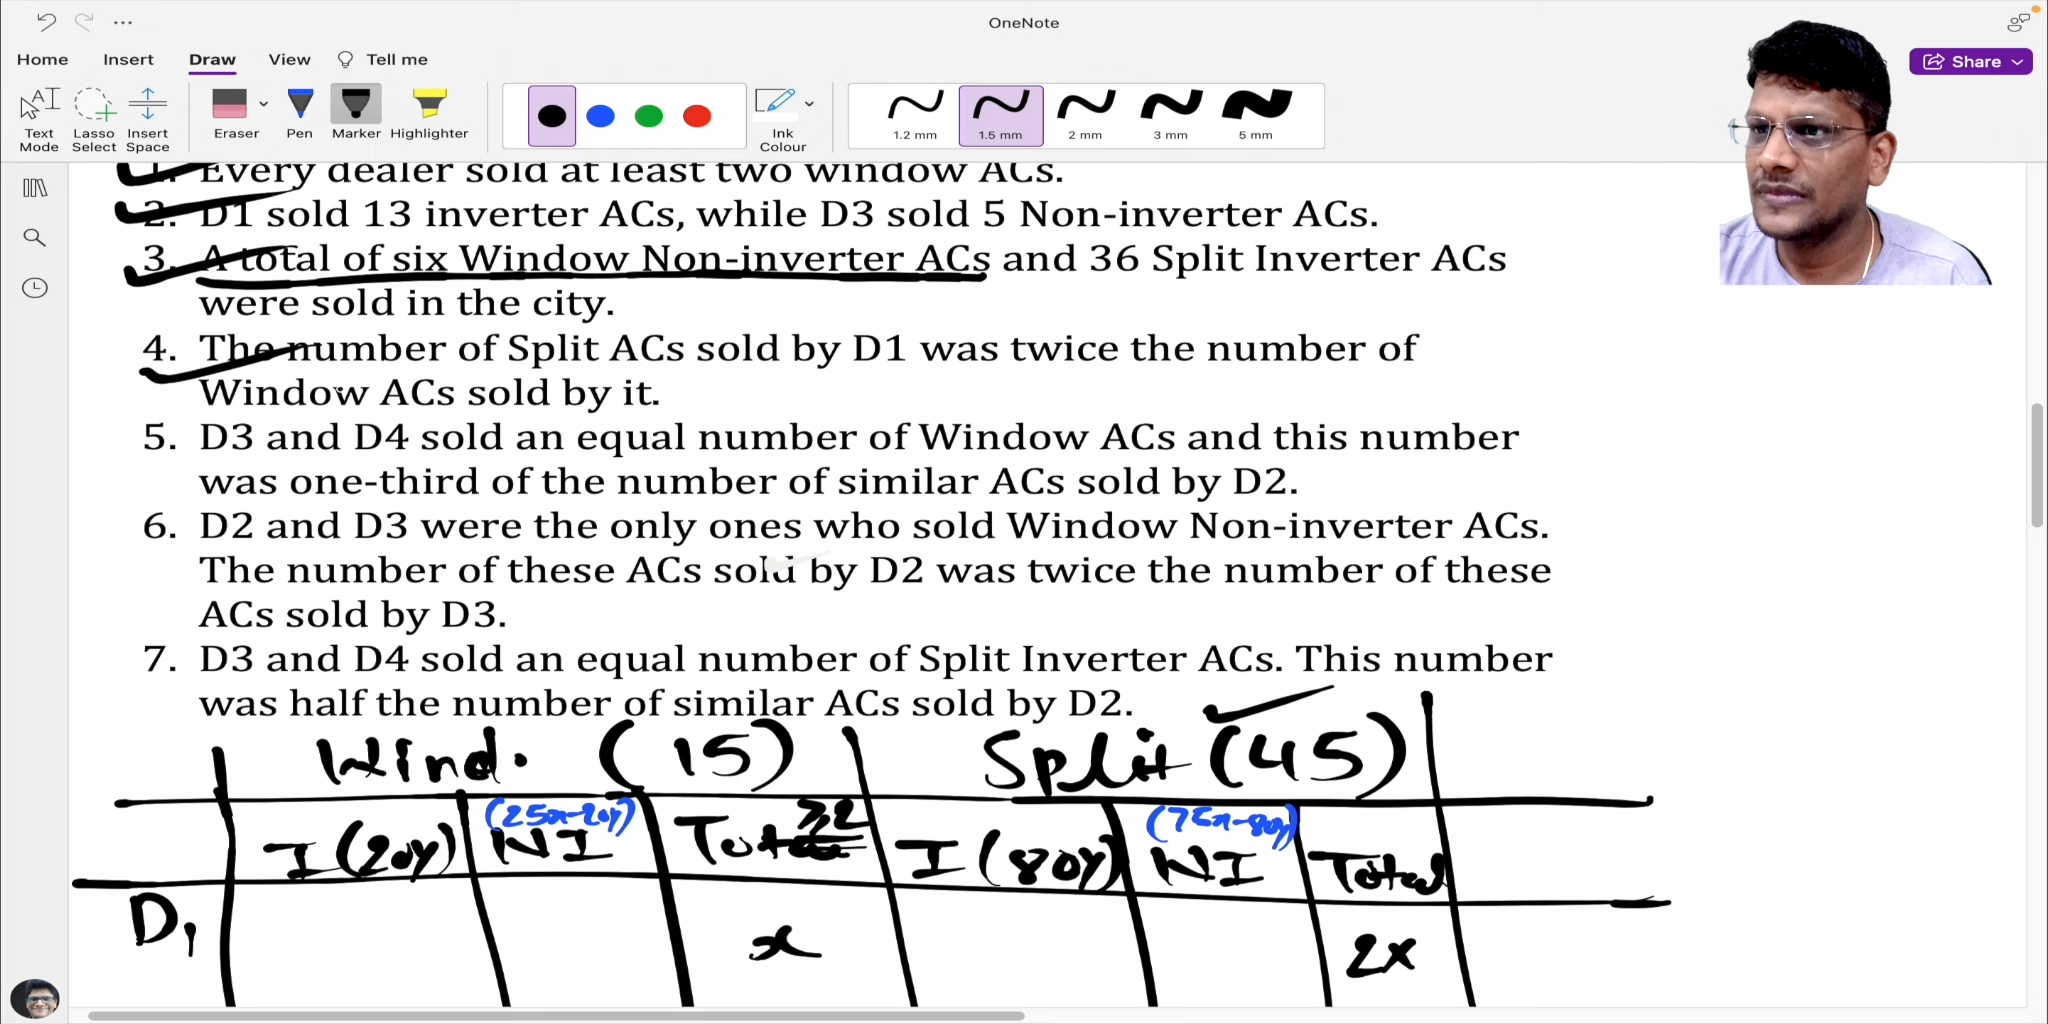 OneNote
Home Insert Draw View Tell me
Share
Text Mode
Lasso Select
Insert Space
Eraser
Pen
Marker
Highlighter
Ink Colour
1.2 mm
1.5 mm
2 mm
3 mm
5 mm
1. Every dealer sold at least two window ACs.
2. D1 sold 13 inverter ACs, while D3 sold 5 Non-inverter ACs.
3. A total of six Window Non-inverter ACs and 36 Split Inverter ACs
were sold in the city.
4. The number of Split ACs sold by D1 was twice the number of
Window ACs sold by it.
5. D3 and D4 sold an equal number of Window ACs and this number
was one-third of the number of similar ACs sold by D2.
6. D2 and D3 were the only ones who sold Window Non-inverter ACs.
The number of these ACs sold by D2 was twice the number of these
ACs sold by D3.
7. D3 and D4 sold an equal number of Split Inverter ACs. This number
was half the number of similar ACs sold by D2.
Wind. (15) Split (45)
(25x-20y) ≥2 (75x-80y)
I (20y) NI I (80y) NI Total
D1 x 2x